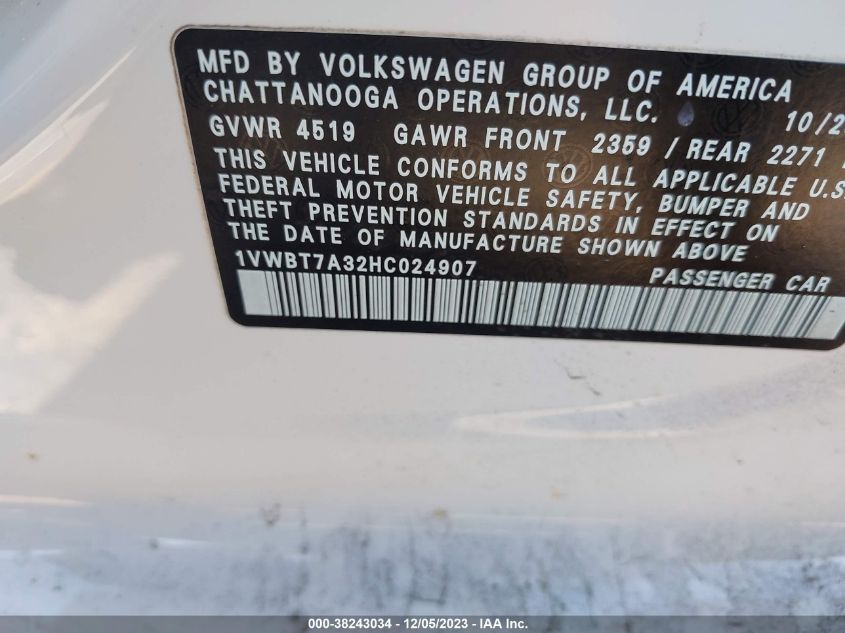 MFD BY VOLKSWAGEN GROUP OF AMERICA
CHATTANOOGA OPERATIONS, LLC. 10/20
GVWR 4519 GAWR FRONT 2359 / REAR 2271
THIS VEHICLE CONFORMS TO ALL APPLICABLE U.S.
FEDERAL MOTOR VEHICLE SAFETY, BUMPER AND
THEFT PREVENTION STANDARDS IN EFFECT ON
THE DATE OF MANUFACTURE SHOWN ABOVE
1VWBT7A32HC024907 PASSENGER CAR
000-38243034 - 12/05/2023 - IAA Inc.